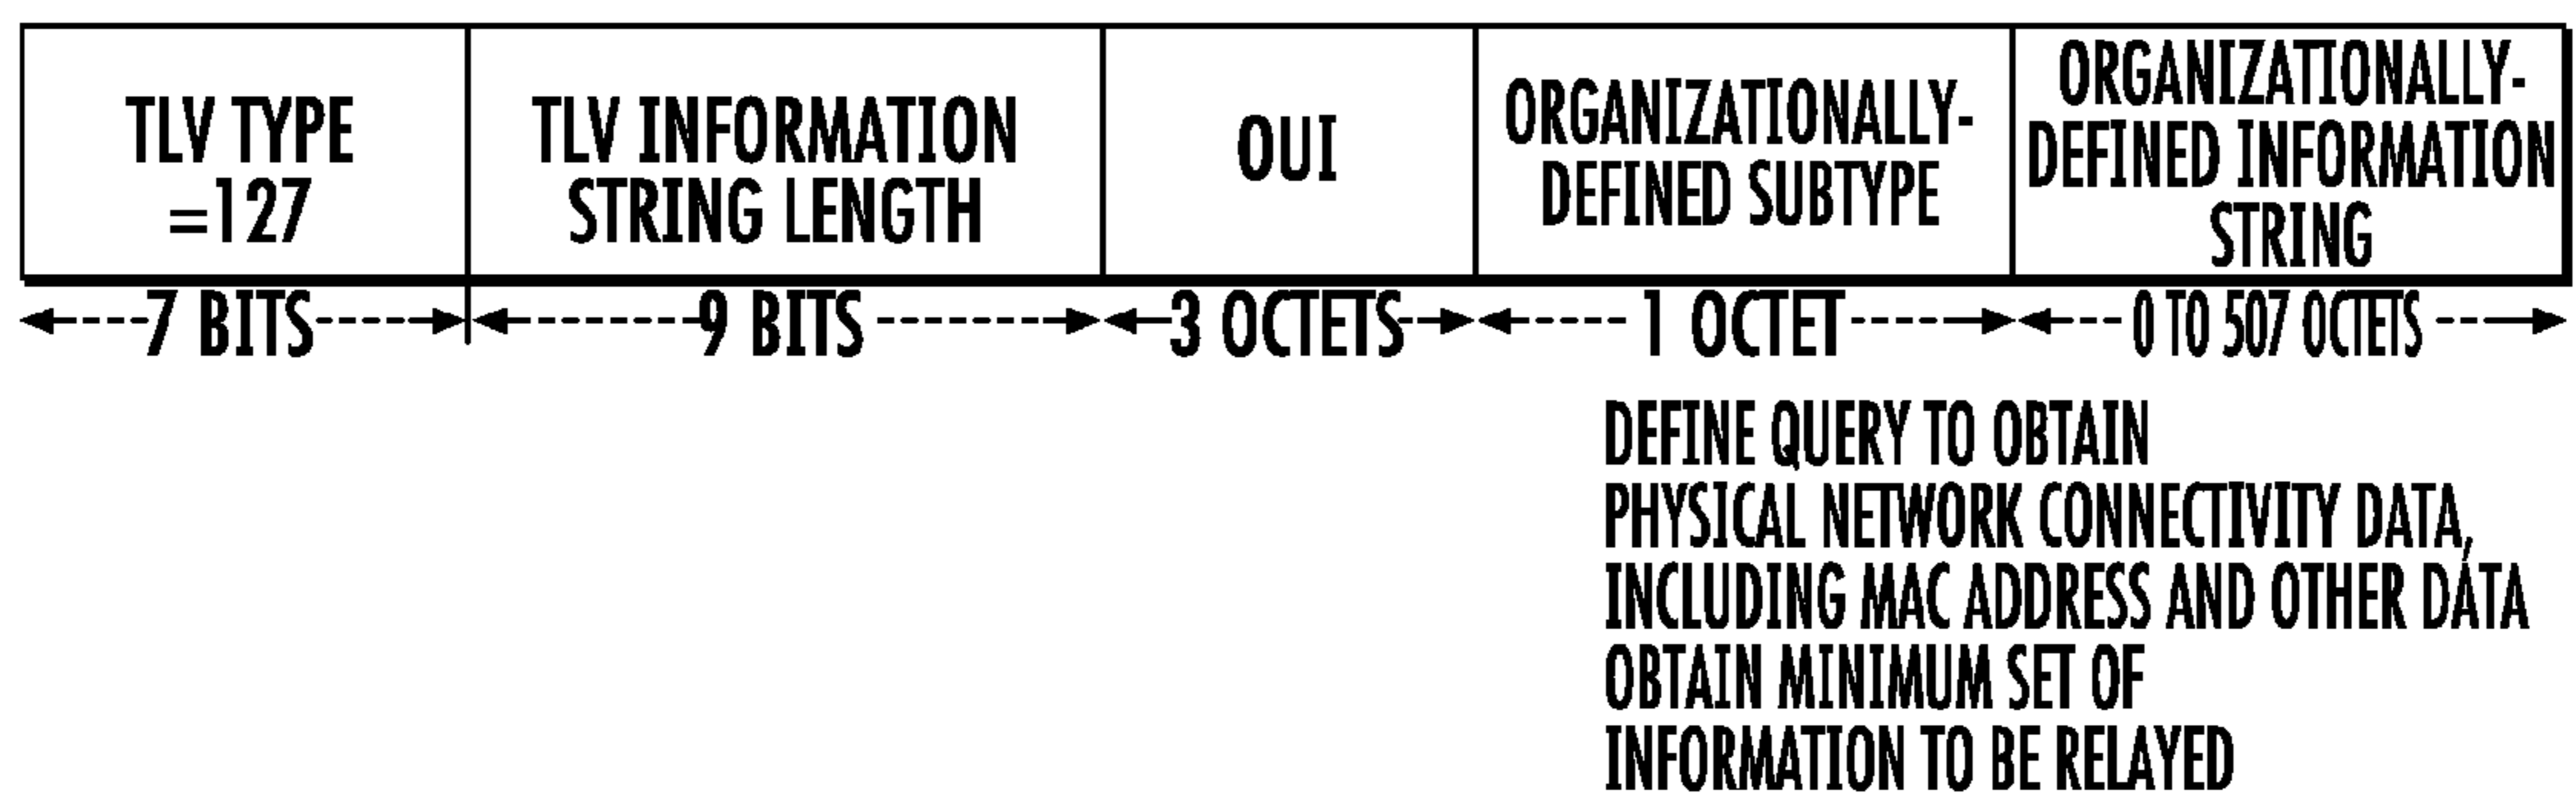 TLV TYPE
=127
TLV INFORMATION
STRING LENGTH
OUI
ORGANIZATIONALLY-
DEFINED SUBTYPE
ORGANIZATIONALLY-
DEFINED INFORMATION
STRING
7 BITS
9 BITS
3 OCTETS
1 OCTET
0 TO 507 OCTETS
DEFINE QUERY TO OBTAIN
PHYSICAL NETWORK CONNECTIVITY DATA,
INCLUDING MAC ADDRESS AND OTHER DATA
OBTAIN MINIMUM SET OF
INFORMATION TO BE RELAYED